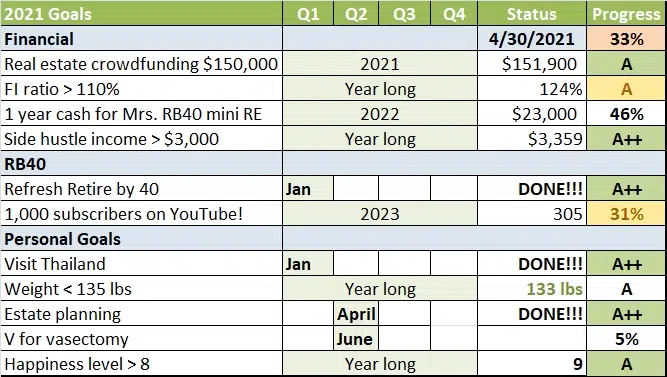 2021 Goals Q1 Q2 Q3 Q4 Status Progress
Financial 4/30/2021 33%
Real estate crowdfunding $150,000 2021 $151,900 A
FI ratio > 110% Year long 124% A
1 year cash for Mrs. RB40 mini RE 2022 $23,000 46%
Side hustle income > $3,000 Year long $3,359 A++
RB40
Refresh Retire by 40 Jan DONE!!! A++
1,000 subscribers on YouTube! 2023 305 31%
Personal Goals
Visit Thailand Jan DONE!!! A++
Weight < 135 lbs Year long 133 lbs A
Estate planning April DONE!!! A++
V for vasectomy June 5%
Happiness level > 8 Year long 9 A